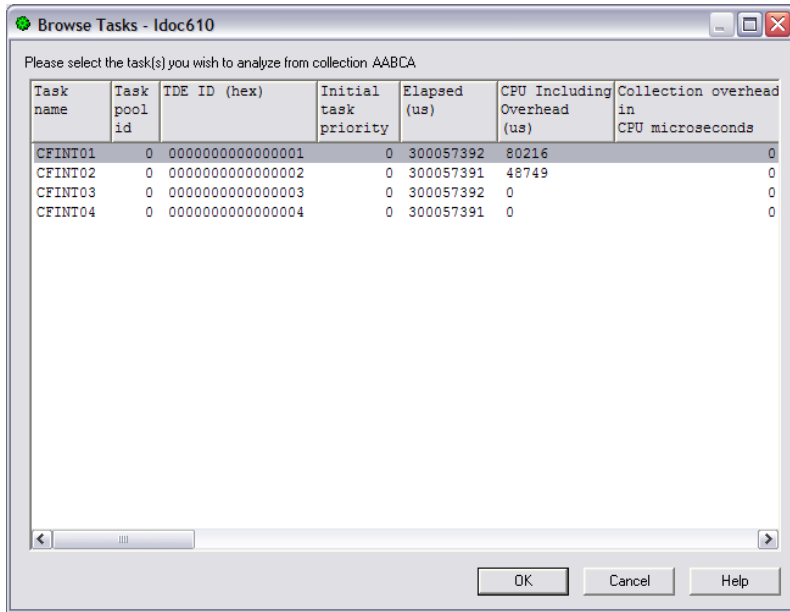 Browse Tasks - Idoc610
Please select the task(s) you wish to analyze from collection AABCA
Task name Task pool id TDE ID (hex) Initial task priority Elapsed (us) CPU Including Overhead (us) Collection overhead in CPU microseconds
CFINT01 0 0000000000000001 0 300057392 80216 0
CFINT02 0 0000000000000002 0 300057391 48749 0
CFINT03 0 0000000000000003 0 300057392 0 0
CFINT04 0 0000000000000004 0 300057391 0 0
OK Cancel Help